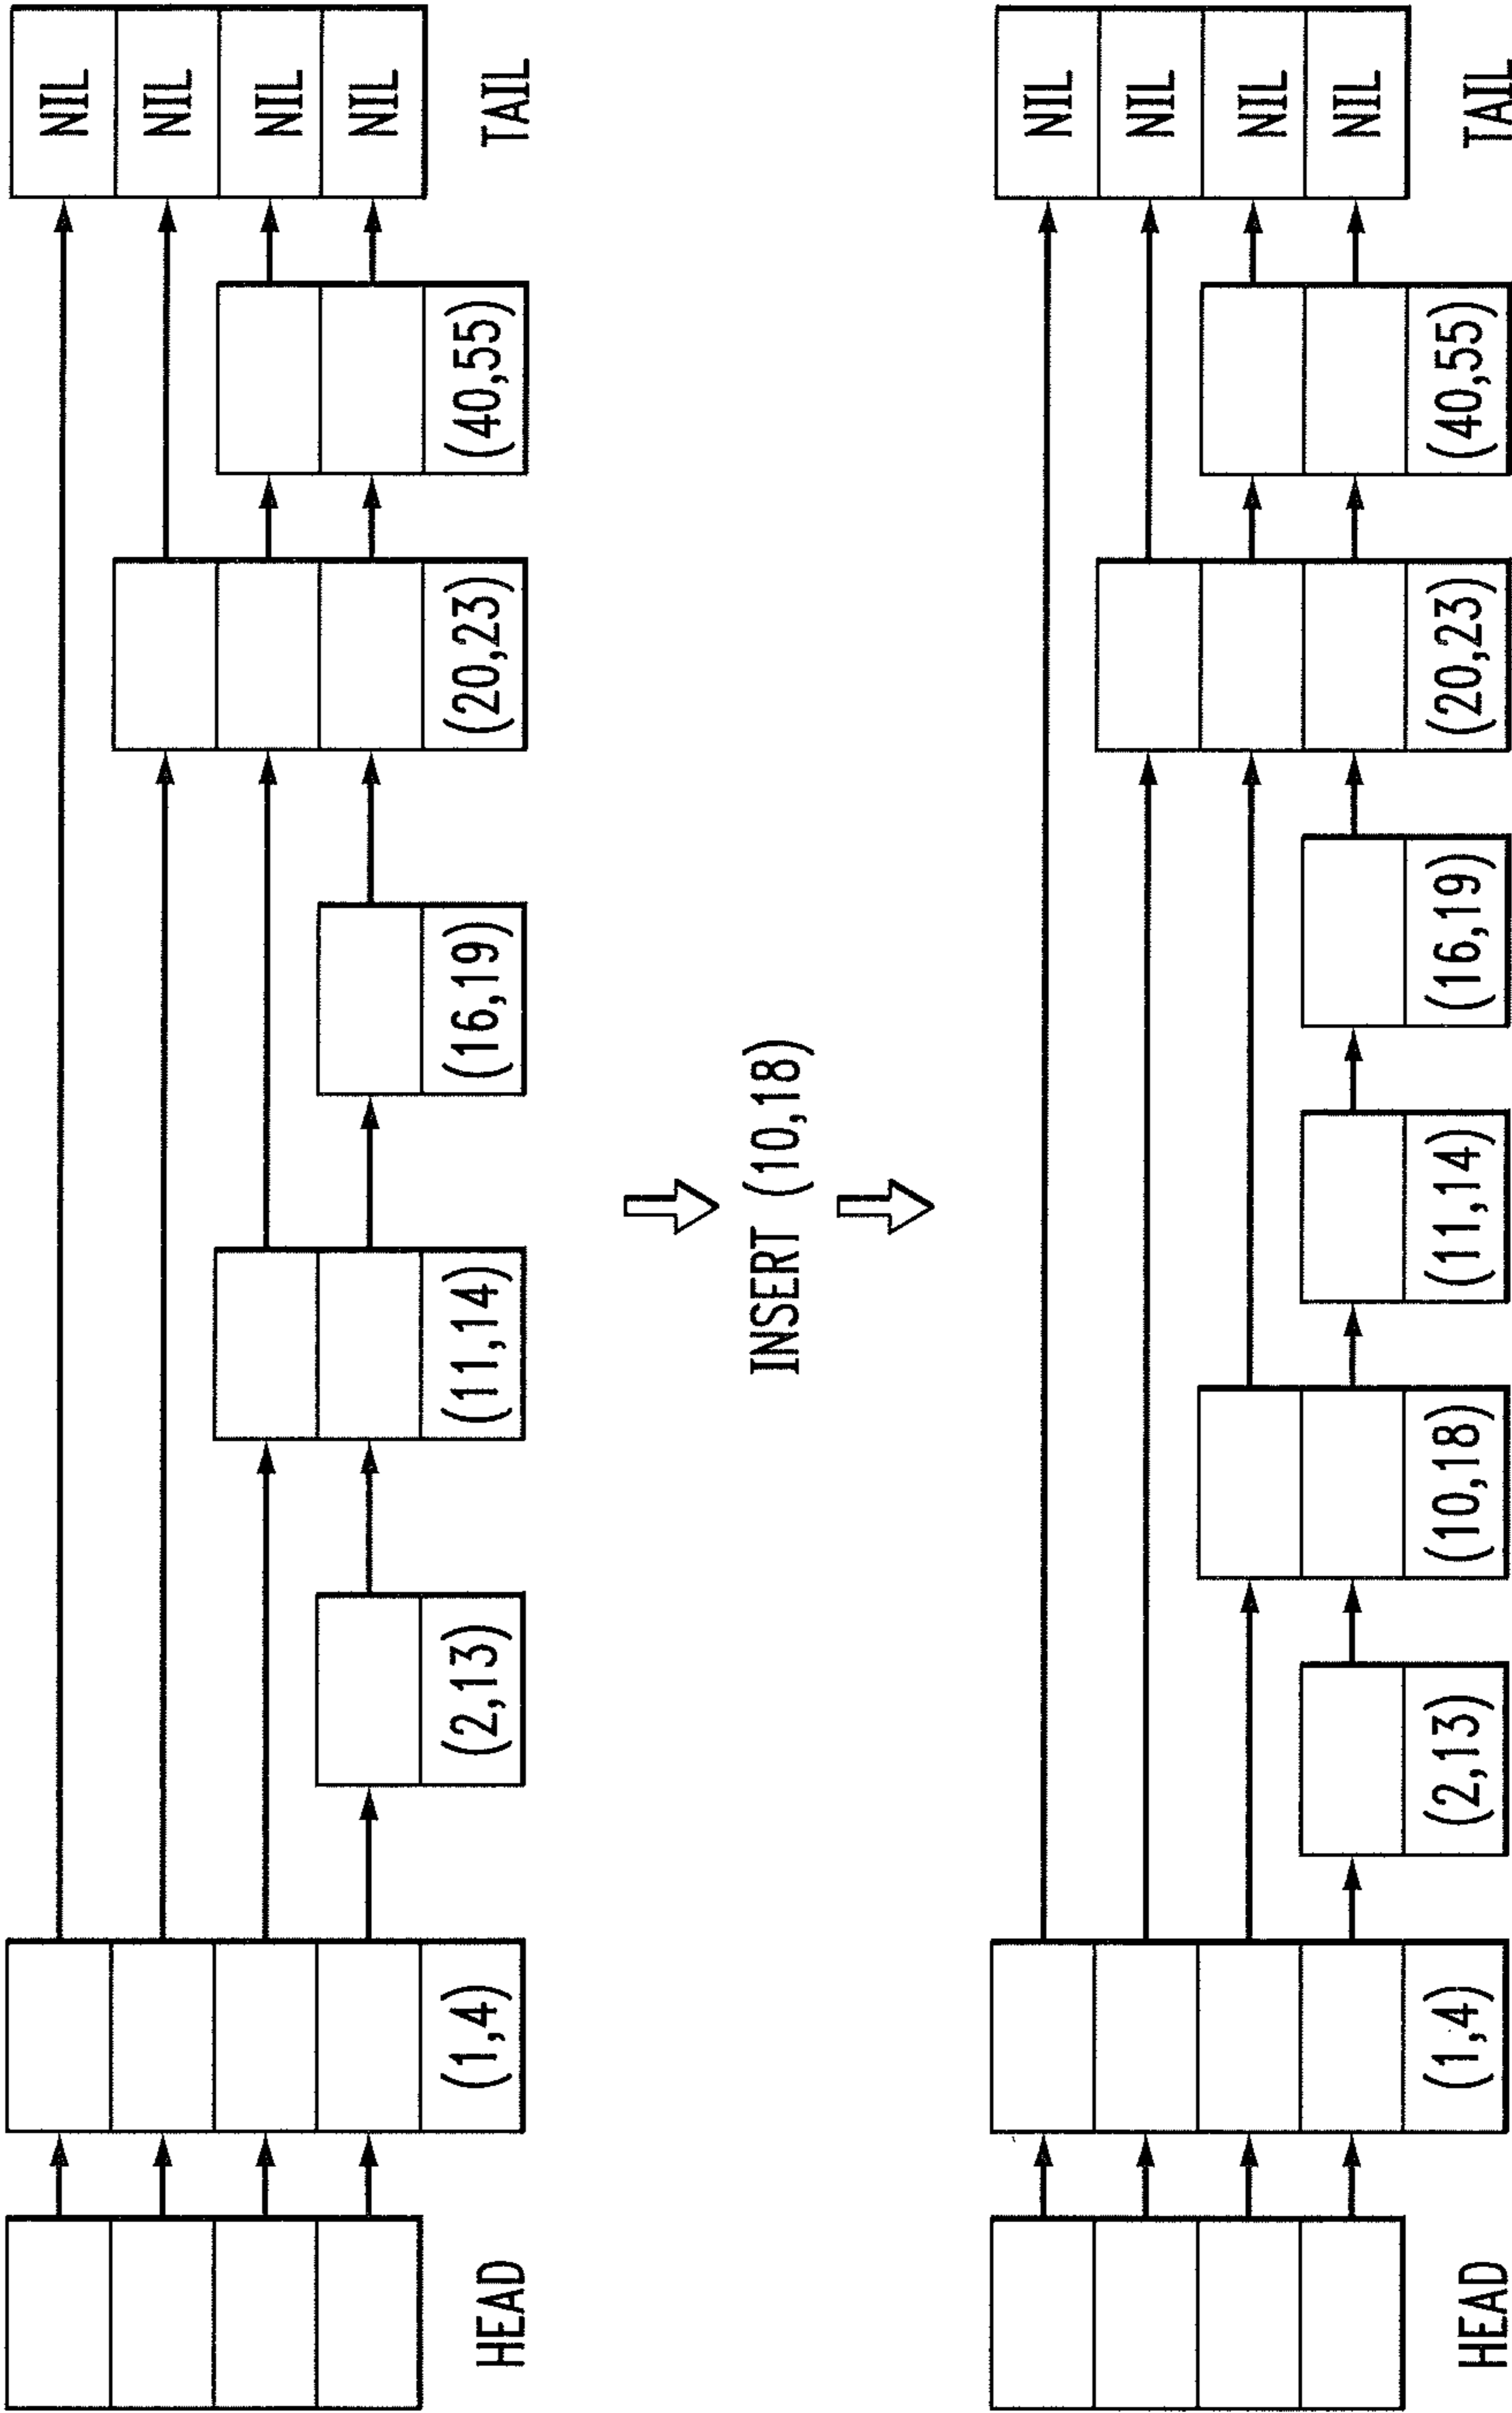 NIL
NIL
NIL
NIL
(1,4)
(2,13)
(11,14)
(16,19)
(20,23)
(40,55)
HEAD
TAIL
INSERT (10,18)
NIL
NIL
NIL
NIL
(1,4)
(2,13)
(10,18)
(11,14)
(16,19)
(20,23)
(40,55)
HEAD
TAIL